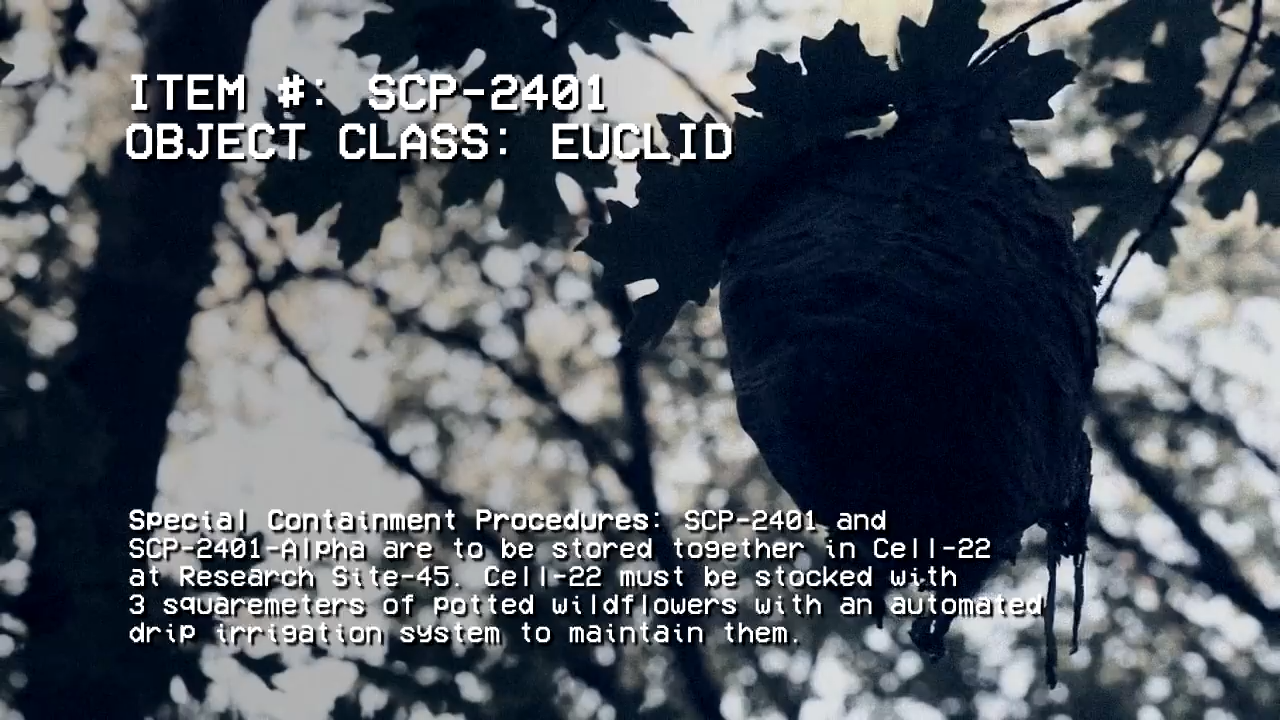 ITEM #: SCP-2401
OBJECT CLASS: EUCLID
Special Containment Procedures: SCP-2401 and
SCP-2401-Alpha are to be stored together in Cell-22
at Research Site-45. Cell-22 must be stocked with
3 squaremeters of potted wildflowers with an automated
drip irrigation system to maintain them.